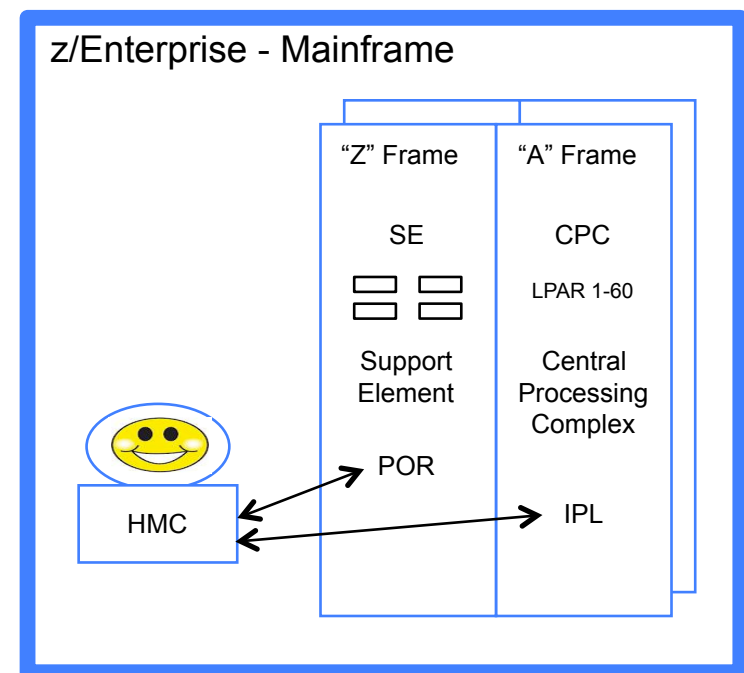 z/Enterprise - Mainframe
“Z” Frame
“A” Frame
SE
CPC
LPAR 1-60
Support
Element
Central
Processing
Complex
POR
IPL
HMC